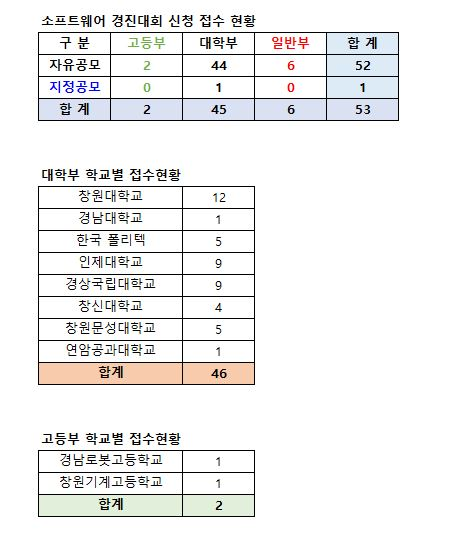 소프트웨어 경진대회 신청 접수 현황
구 분 고등부 대학부 일반부 합 계
자유공모 2 44 6 52
지정공모 0 1 0 1
합 계 2 45 6 53
대학부 학교별 접수현황
창원대학교 12
경남대학교 1
한국 폴리텍 5
인제대학교 9
경상국립대학교 9
창신대학교 4
창원문성대학교 5
연암공과대학교 1
합계 46
고등부 학교별 접수현황
경남로봇고등학교 1
창원기계고등학교 1
합계 2